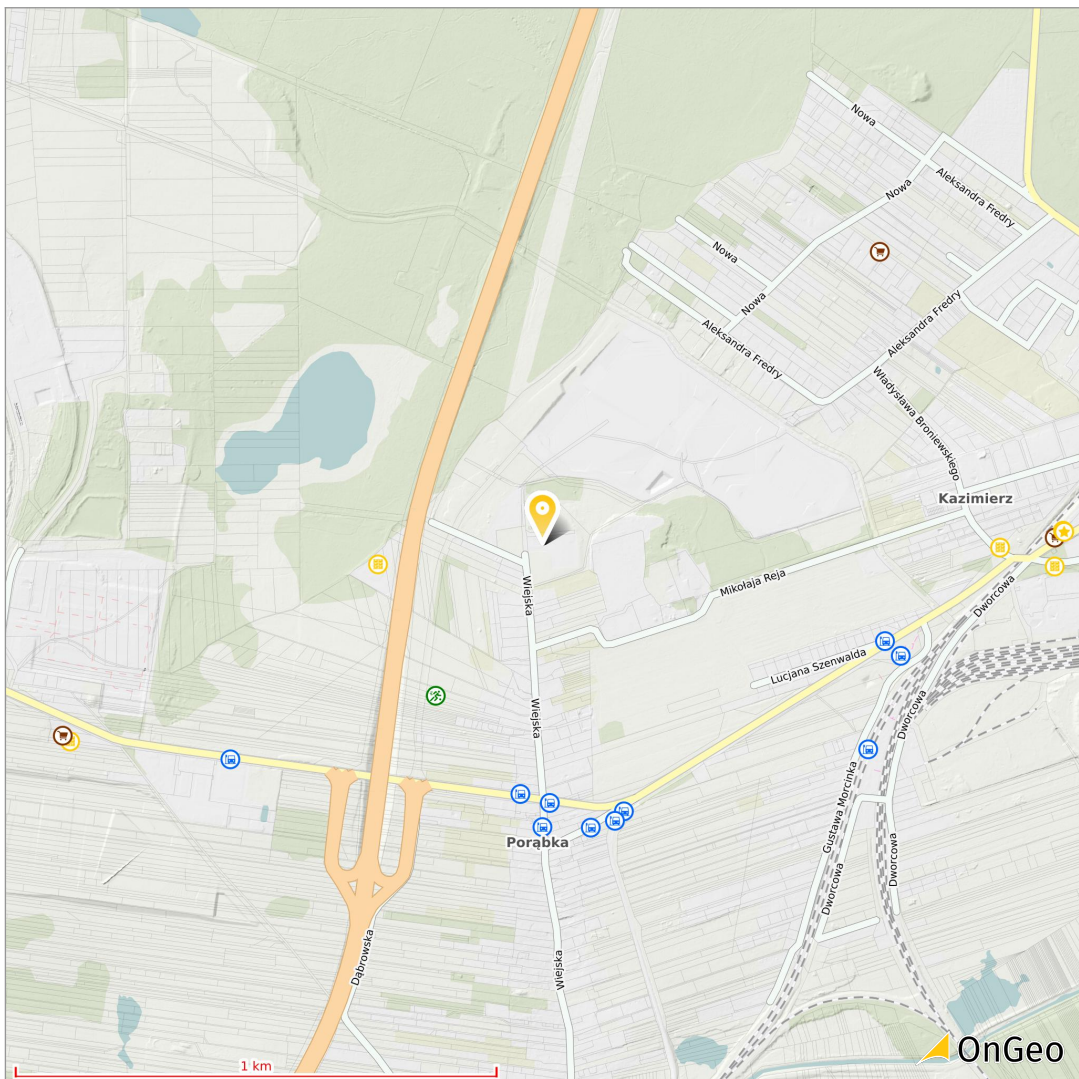 Nowa
Aleksandra Fredry
Nowa
Nowa
Nowa
Aleksandra Fredry
Aleksandra Fredry
Władysława Broniewskiego
Kazimierz
Mikołaja Reja
Wiejska
Dworcowa
Lucjana Szenwalda
Wiejska
Dworcowa
Gustawa Morcinka
Porąbka
Dworcowa
Dworcowa
Dąbrowska
Wiejska
OnGeo
1 km